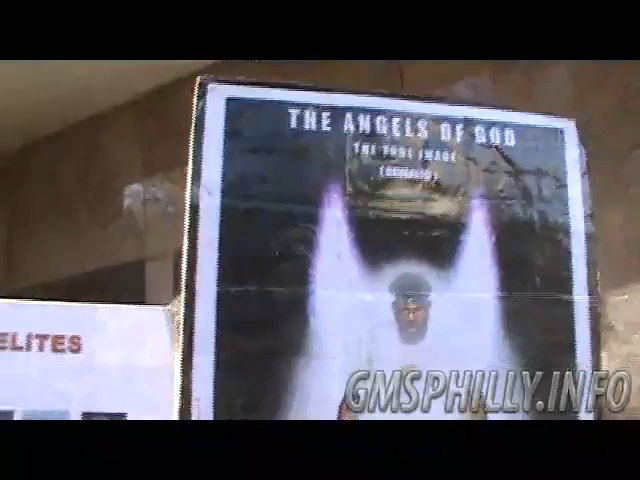 THE ANGELS OF GOD
THE TRUE IMAGE
ELITES
GMSPHILLY.INFO